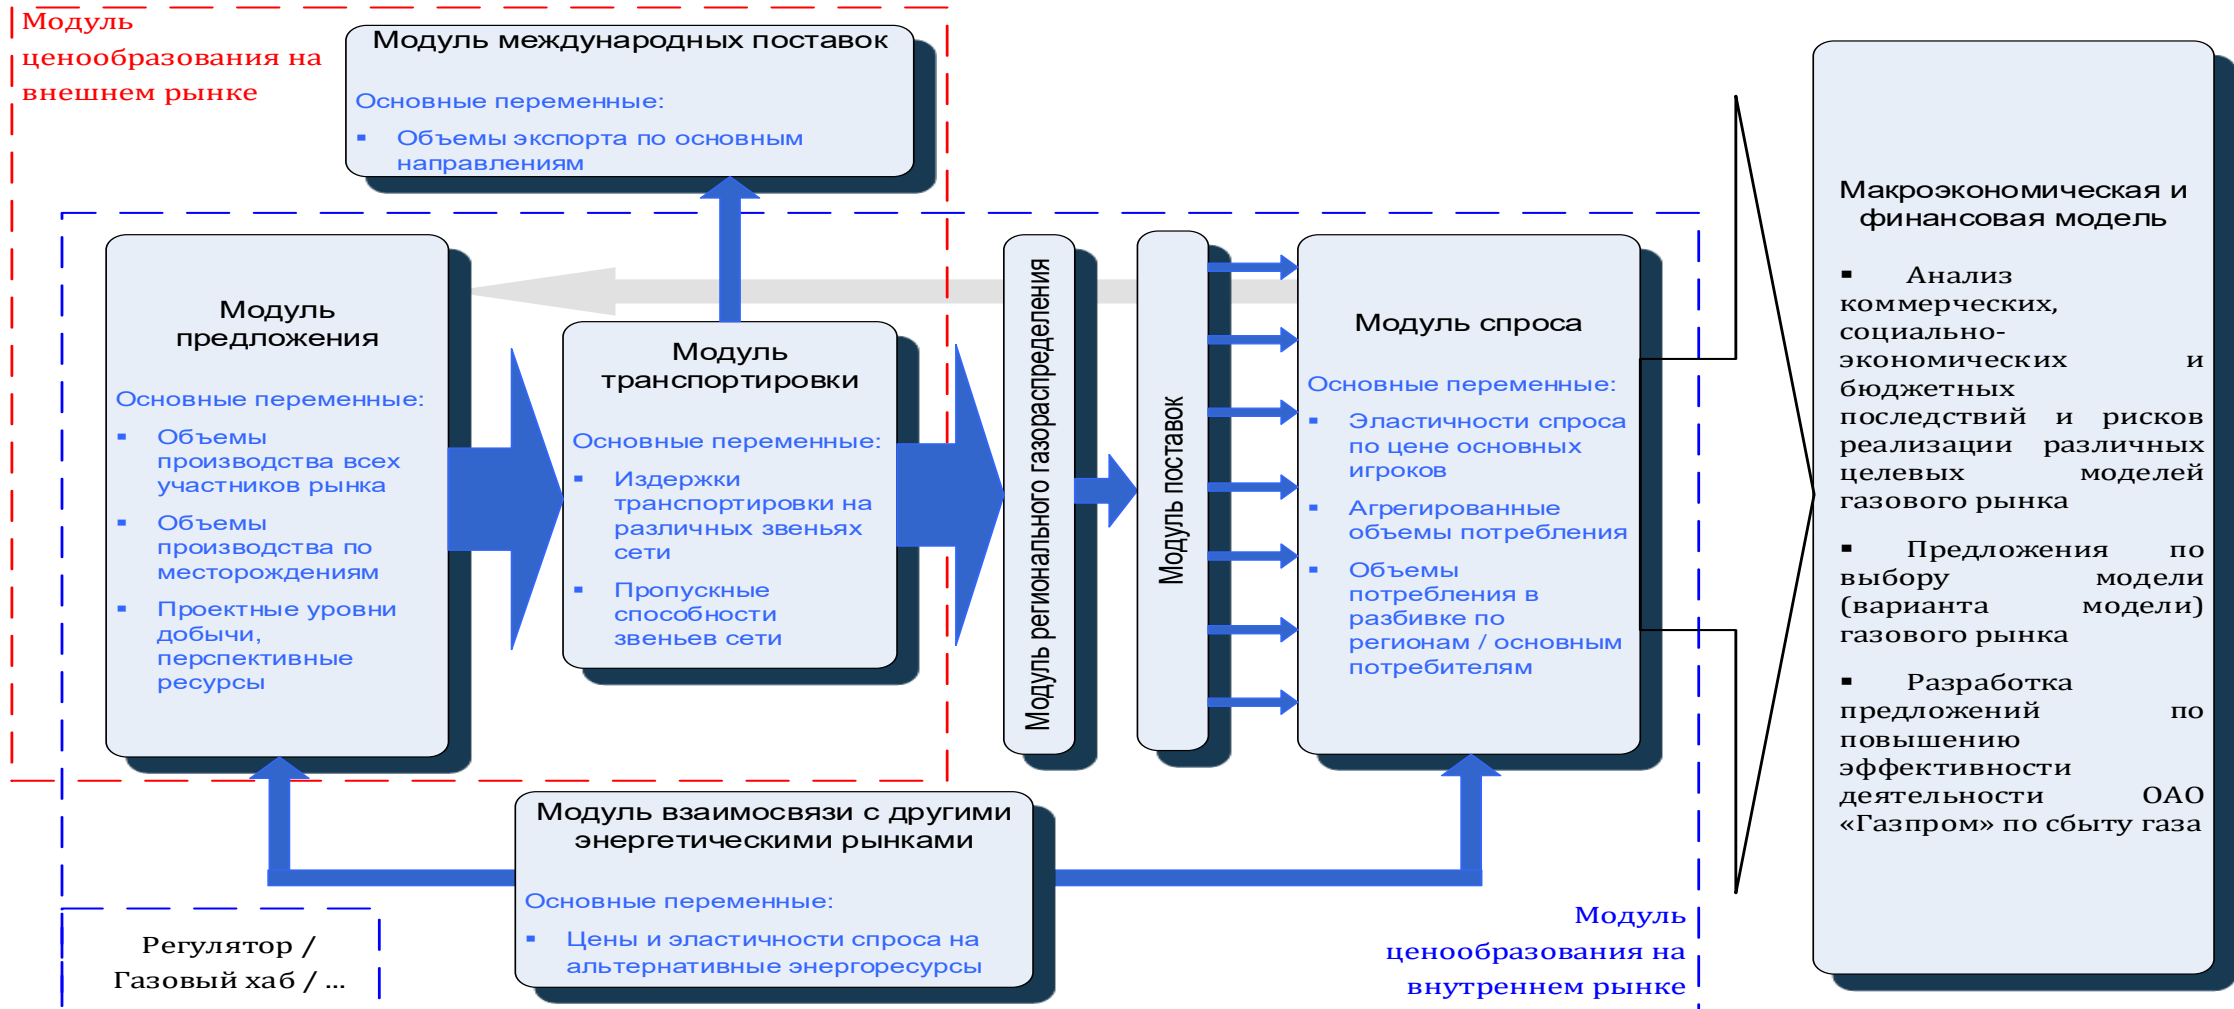 Модуль
ценообразования на
внешнем рынке
Модуль международных поставок
Основные переменные:
▪ Объемы экспорта по основным
направлениям
Модуль
предложения
Основные переменные:
▪ Объемы
производства всех
участников рынка
▪ Объемы
производства по
месторождениям
▪ Проектные уровни
добычи,
перспективные
ресурсы
Модуль
транспортировки
Основные переменные:
▪ Издержки
транспортировки на
различных звеньях
сети
▪ Пропускные
способности
звеньев сети
Модуль регионального газораспределения
Модуль поставок
Модуль спроса
Основные переменные:
▪ Эластичности спроса
по цене основных
игроков
▪ Агрегированные
объемы потребления
▪ Объемы
потребления в
разбивке по
регионам / основным
потребителям
Модуль взаимосвязи с другими
энергетическими рынками
Основные переменные:
▪ Цены и эластичности спроса на
альтернативные энергоресурсы
Регулятор /
Газовый хаб / ...
Модуль
ценообразования на
внутреннем рынке
Макроэкономическая и
финансовая модель
▪ Анализ
коммерческих,
социально-
экономических и
бюджетных
последствий и рисков
реализации различных
целевых моделей
газового рынка
▪ Предложения по
выбору модели
(варианта модели)
газового рынка
▪ Разработка
предложений по
повышению
эффективности
деятельности ОАО
«Газпром» по сбыту газа